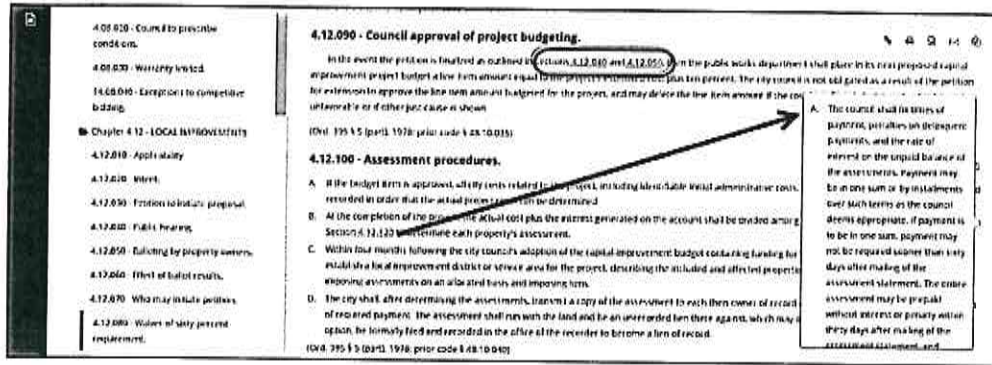 4.08.020 - Council to prescribe
conditions.
4.08.030 - Warranty limited.
14.08.040 - Exceptions to competitive
bidding.
Chapter 4.12 - LOCAL IMPROVEMENTS
4.12.010 - Applicability
4.12.020 - Intent.
4.12.030 - Petition to initiate proposal.
4.12.040 - Public hearing.
4.12.050 - Balloting by property owners.
4.12.060 - Effect of ballot results.
4.12.070 - Who may initiate petition.
4.12.080 - Waiver of sixty percent
requirement.
4.12.090 - Council approval of project budgeting.
In the event the petition is finalized as outlined in Sections 4.12.040 and 4.12.050, then the public works department shall place in its next proposed capital
improvement project budget a line item amount equal to the project's estimated cost plus ten percent. The city council is not obligated as a result of the petition
for extension to approve the line item amount budgeted for the project, and may delete the line item amount if the
unfavorable or if other just cause is shown
(Ord. 395 § 5 (part), 1978: prior code § 48.10.035)
4.12.100 - Assessment procedures.
A. If the budget item is approved, all city costs related to the project, including identifiable initial administrative costs,
recorded in order that the actual project cost can be determined
B. At the completion of the project the actual cost plus the interest generated on the account shall be divided among
Section 4.12.120 to determine each property's assessment.
C. Within four months following the city council's adoption of the capital improvement budget containing funding for
establish a local improvement district or service area for the project, describing the included and affected
imposing assessments on an allocated basis and imposing
D. The city shall, after determining the assessments, transmit a copy of the assessment to each then owner of record
of required payment. The assessment shall run with the land and be an unrecorded lien there against, which may
option, be formally filed and recorded in the office of the recorder to become a lien of record.
(Ord. 395 § 5 (part), 1978: prior code § 48.10.040)
A. The council shall fix times of
payment, penalties on delinquent
payments, and the rate of
interest on the unpaid balance of
the assessments. Payment may
be in one sum or by instalments
over such terms as the council
deems appropriate. If payment is
to be in one sum, payment may
not be required sooner than sixty
days after mailing of the
assessment statement. The entire
assessment may be prepaid
without interest or penalty within
thirty days after mailing of the
assessment statement, and